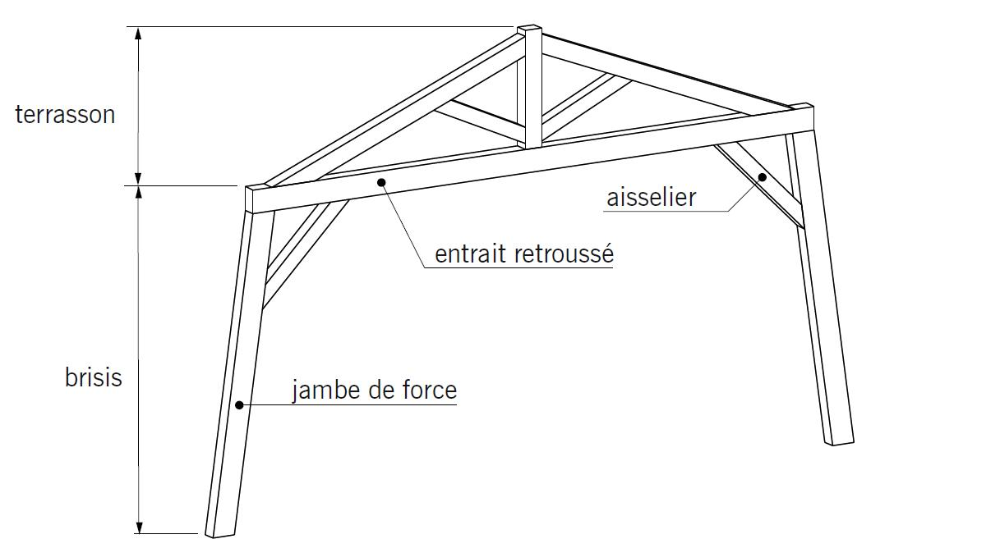 terrasson
aisselier
entrait retroussé
brisis
jambe de force